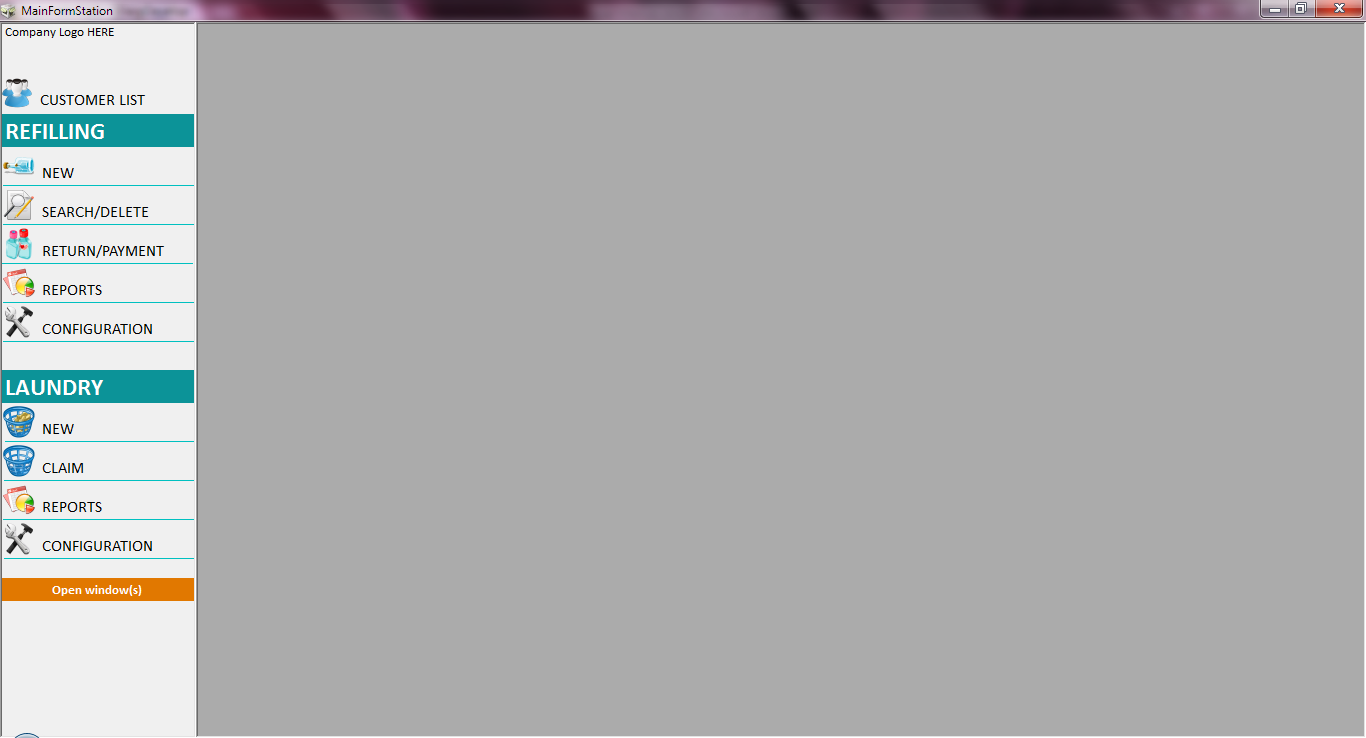 MainFormStation
Company Logo HERE
CUSTOMER LIST
REFILLING
NEW
SEARCH/DELETE
RETURN/PAYMENT
REPORTS
CONFIGURATION
LAUNDRY
NEW
CLAIM
REPORTS
CONFIGURATION
Open window(s)